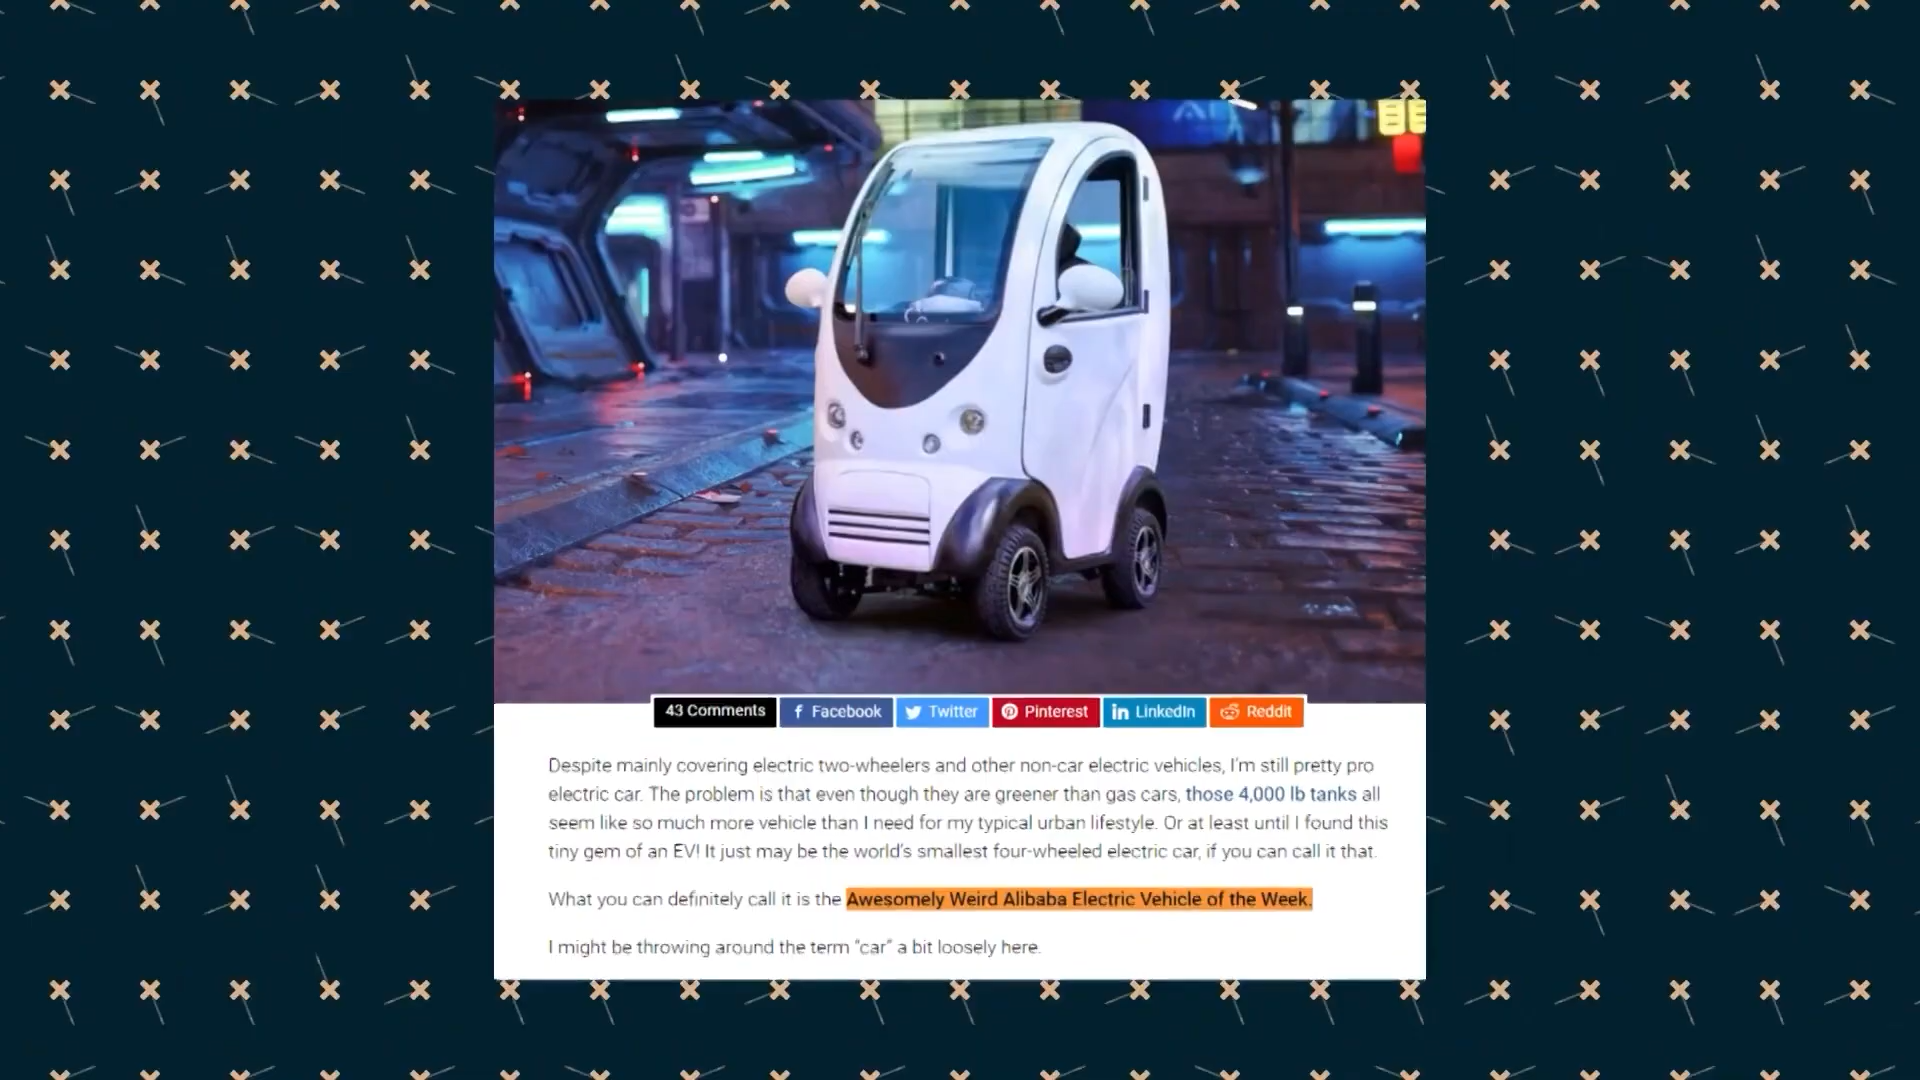 43 Comments
Facebook
Twitter
Pinterest
LinkedIn
Reddit
Despite mainly covering electric two-wheelers and other non-car electric vehicles, I'm still pretty pro
electric car. The problem is that even though they are greener than gas cars, those 4,000 lb tanks all
seem like so much more vehicle than I need for my typical urban lifestyle. Or at least until I found this
tiny gem of an EV! It just may be the world's smallest four-wheeled electric car, if you can call it that.
What you can definitely call it is the Awesomely Weird Alibaba Electric Vehicle of the Week.
I might be throwing around the term "car" a bit loosely here.